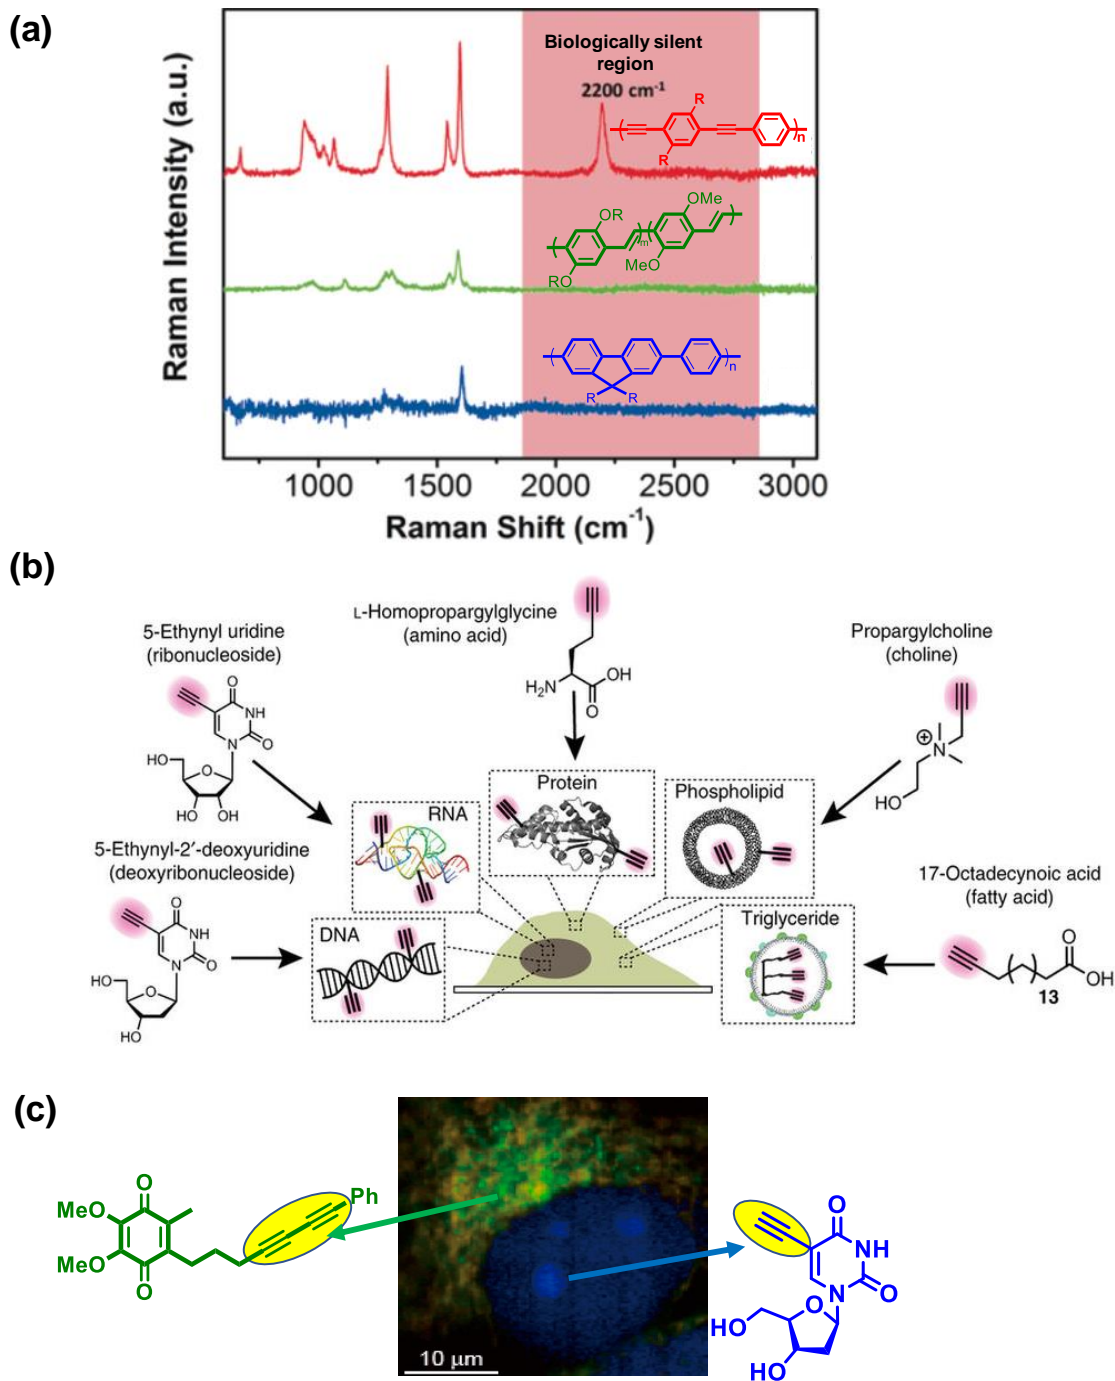 (a)
Raman Intensity (a.u.)
Biologically silent
region
2200 cm-1
R
R
n
OR
OMe
m
RO
MeO
n
R R
1000 1500 2000 2500 3000
Raman Shift (cm-1)
(b)
5-Ethynyl uridine
(ribonucleoside)
L-Homopropargylglycine
(amino acid)
Propargylcholine
(choline)
O
NH
N
O
HO
O
HO OH
H2N
OH
O
⊕
N
HO
RNA
Protein
Phospholipid
5-Ethynyl-2′-deoxyuridine
(deoxyribonucleoside)
17-Octadecynoic acid
(fatty acid)
O
NH
N
O
HO
O
HO
DNA
Triglyceride
O
OH
13
(c)
O
MeO
MeO
O
Ph
10 μm
O
NH
N
O
O
HO
HO